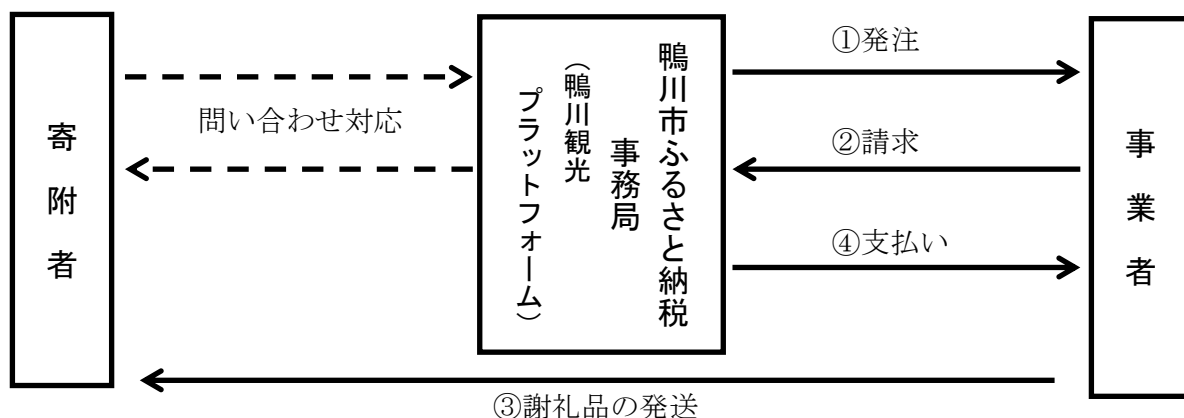 寄附者
問い合わせ対応
鴨川市ふるさと納税
事務局
（鴨川観光
プラットフォーム）
①発注
②請求
④支払い
事業者
③謝礼品の発送